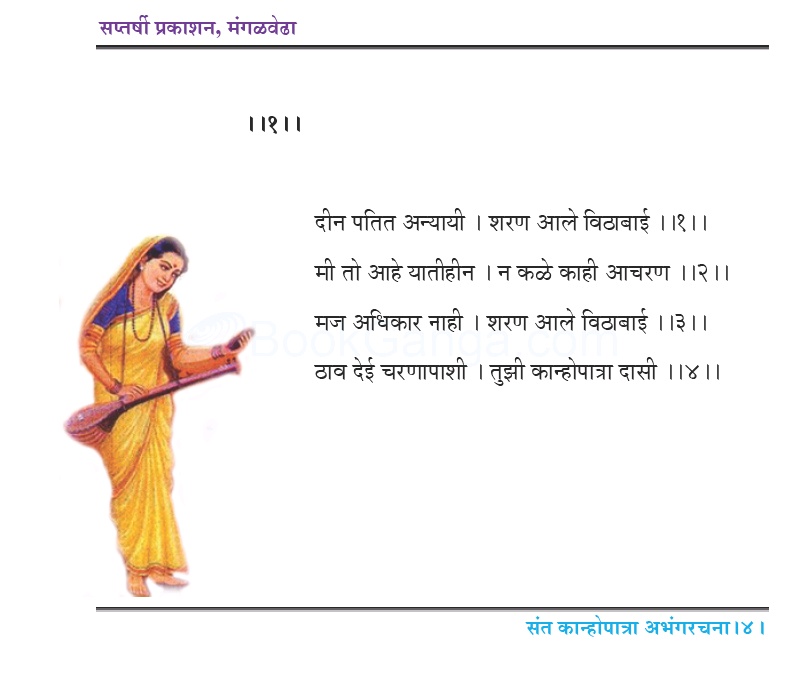 सप्तर्षी प्रकाशन, मंगळवेढा
।।१।।
दीन पतित अन्यायी । शरण आले विठाबाई ।।१।।
मी तो आहे यातीहीन । न कळे काही आचरण ।।२।।
मज अधिकार नाही । शरण आले विठाबाई ।।३।।
BookGanga.com
ठाव देई चरणापाशी । तुझी कान्होपात्रा दासी ।।४।।
संत कान्होपात्रा अभंगरचना।४।